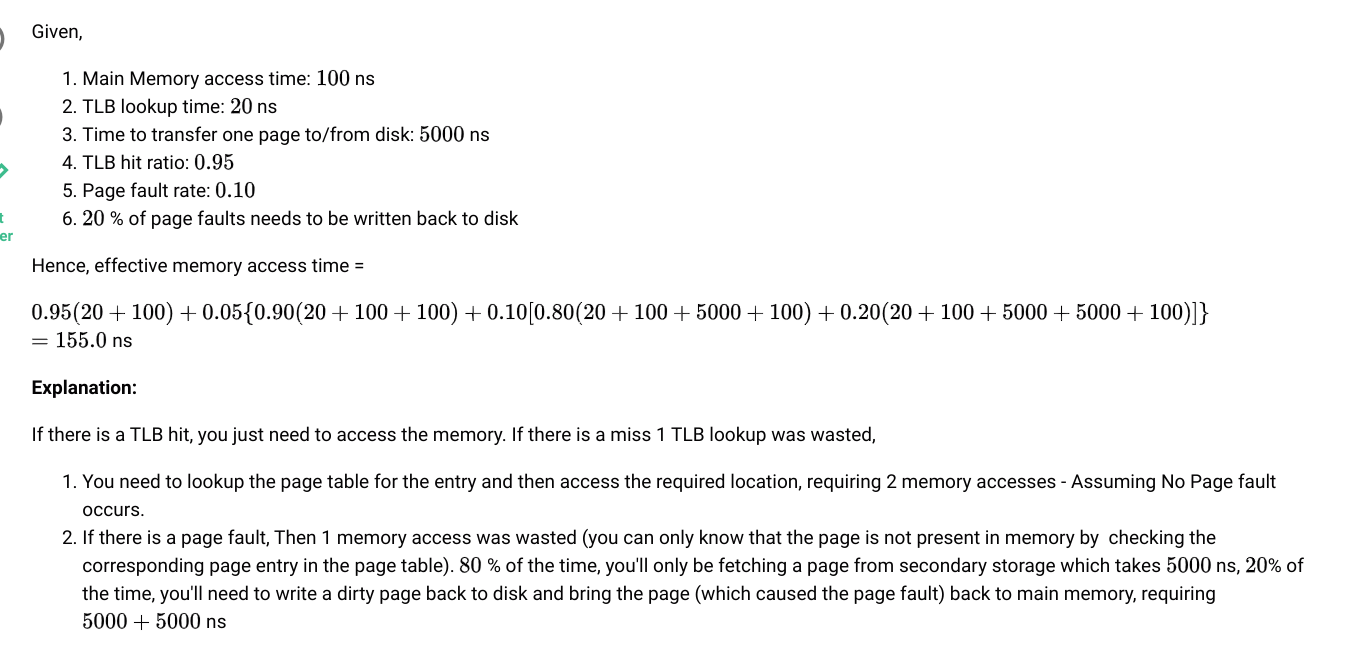 Given,
1. Main Memory access time: 100 ns
2. TLB lookup time: 20 ns
3. Time to transfer one page to/from disk: 5000 ns
4. TLB hit ratio: 0.95
5. Page fault rate: 0.10
6. 20 % of page faults needs to be written back to disk
t
er
Hence, effective memory access time =
0.95(20 + 100) + 0.05{0.90(20 + 100 + 100) + 0.10[0.80(20 + 100 + 5000 + 100) + 0.20(20 + 100 + 5000 + 5000 + 100)]}
= 155.0 ns
Explanation:
If there is a TLB hit, you just need to access the memory. If there is a miss 1 TLB lookup was wasted,
1. You need to lookup the page table for the entry and then access the required location, requiring 2 memory accesses - Assuming No Page fault
occurs.
2. If there is a page fault, Then 1 memory access was wasted (you can only know that the page is not present in memory by checking the
corresponding page entry in the page table). 80 % of the time, you'll only be fetching a page from secondary storage which takes 5000 ns, 20% of
the time, you'll need to write a dirty page back to disk and bring the page (which caused the page fault) back to main memory, requiring
5000 + 5000 ns